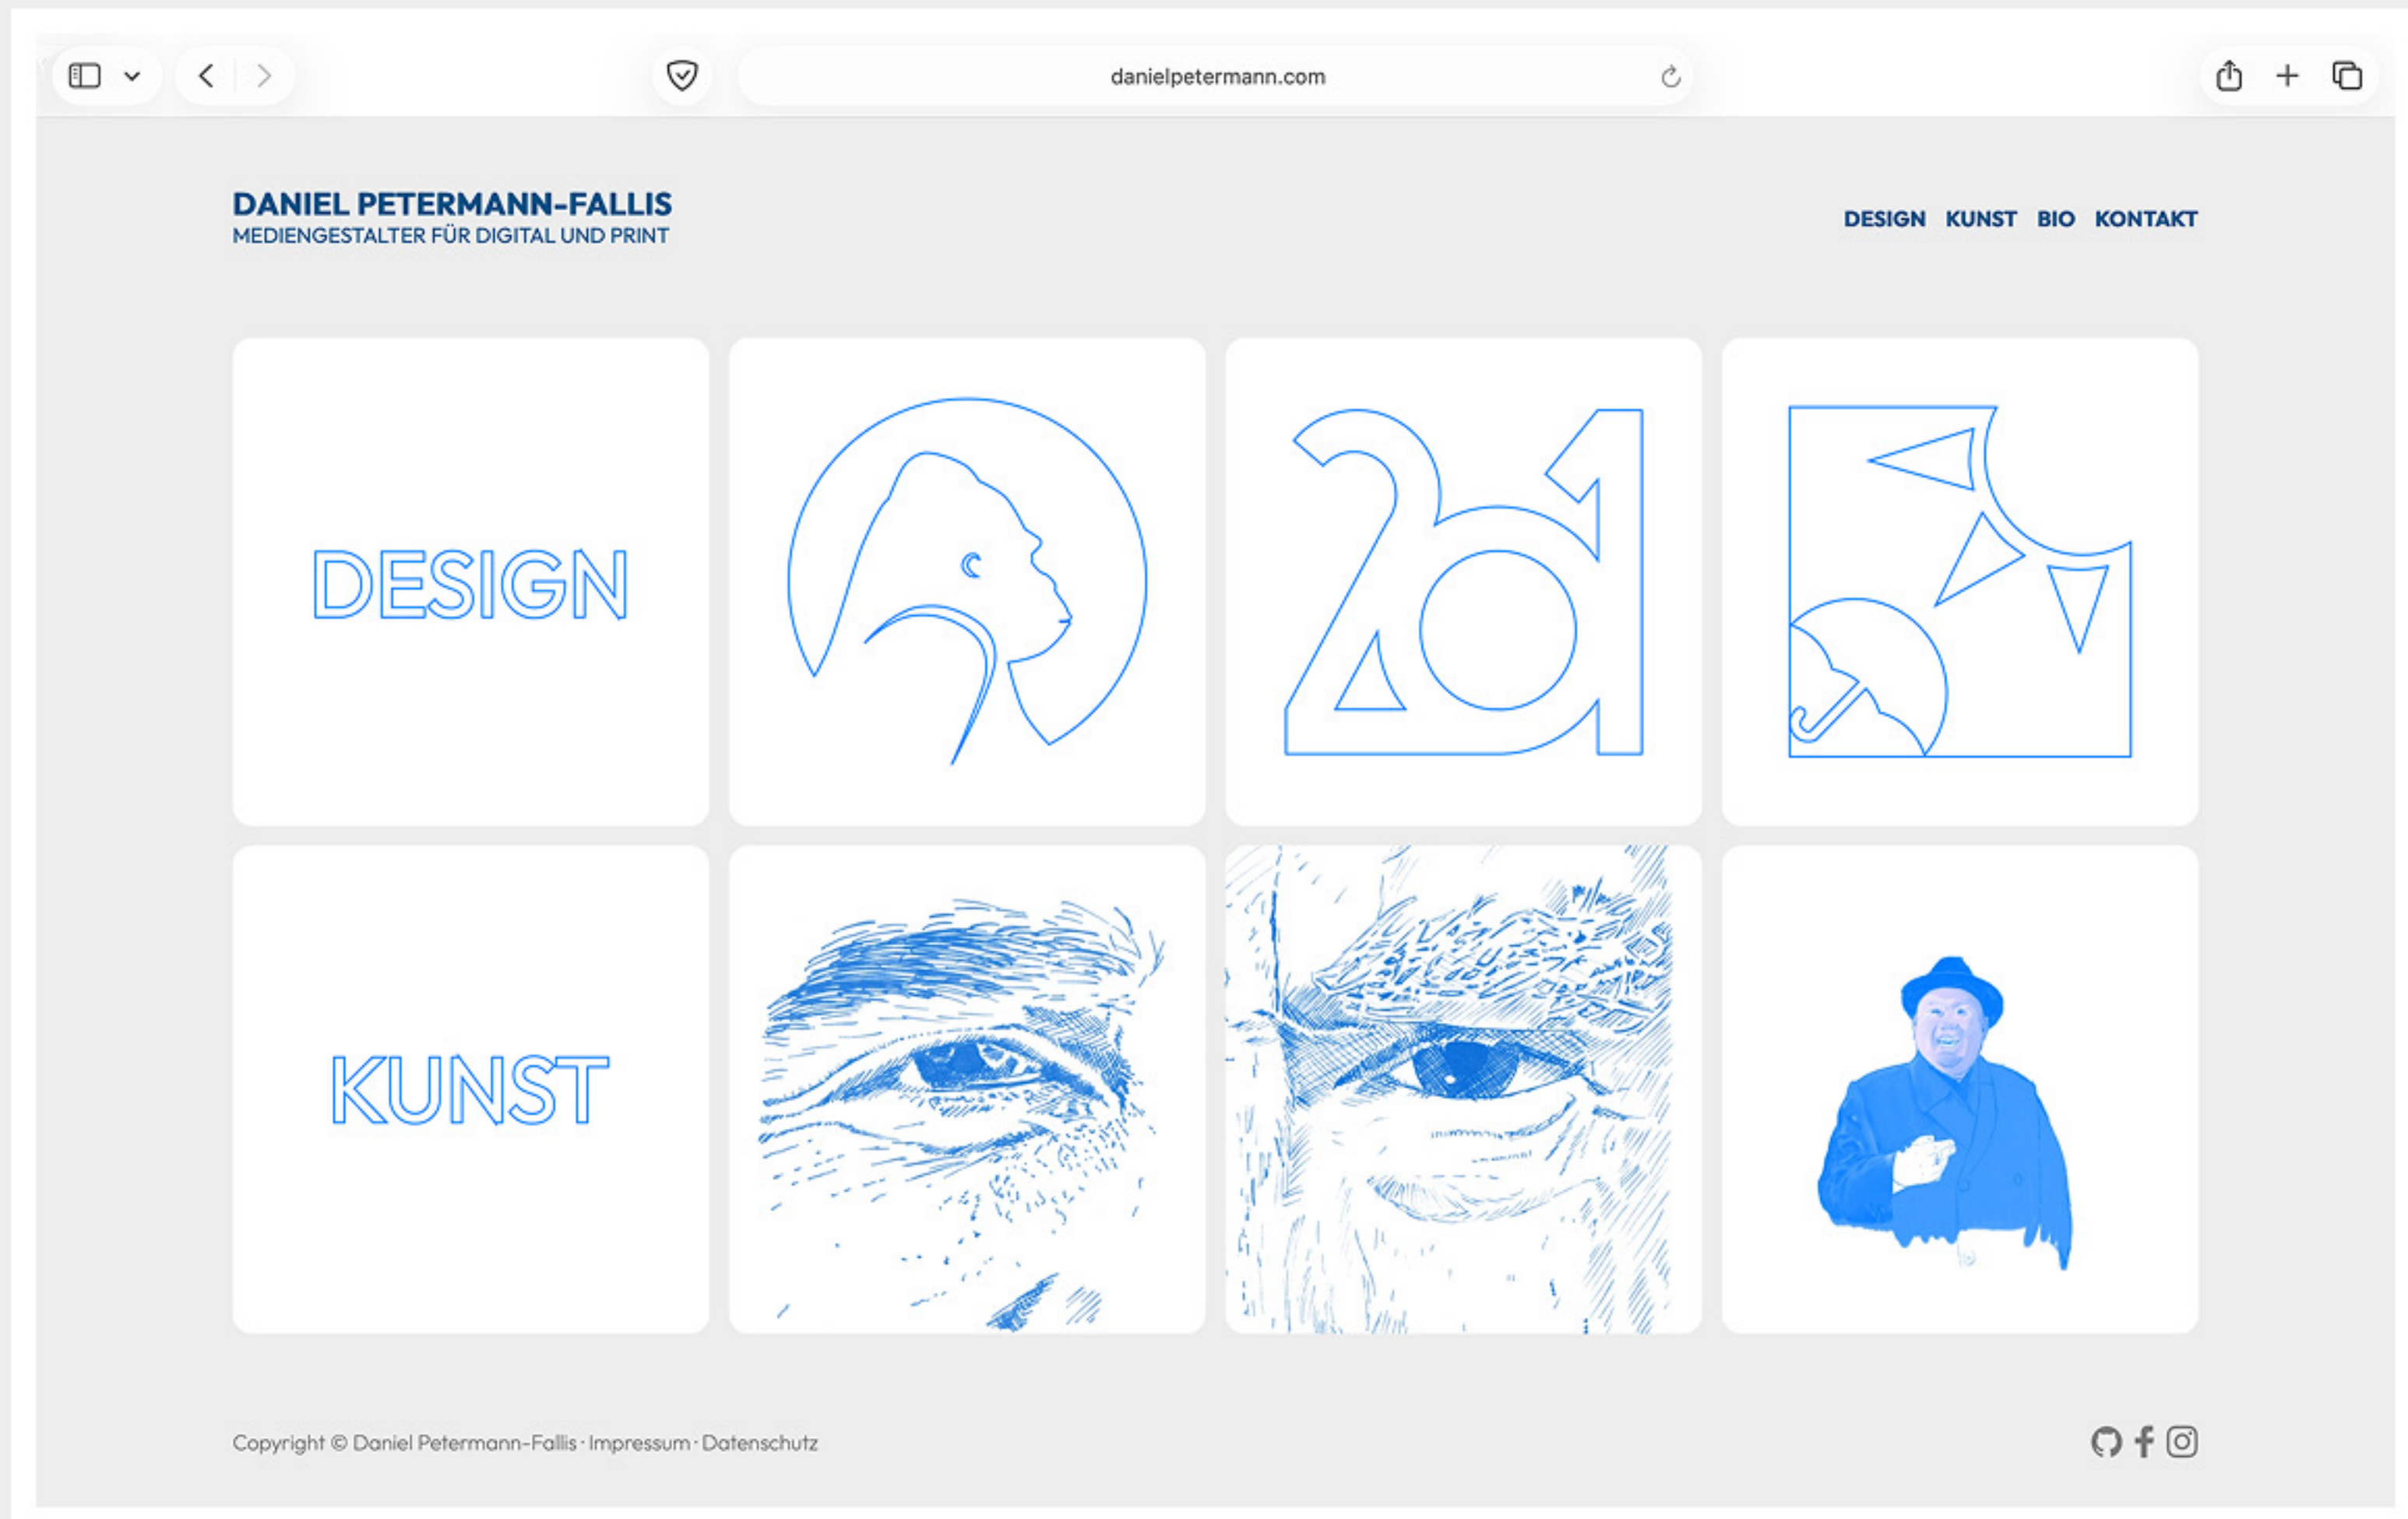 danielpetermann.com
DANIEL PETERMANN-FALLIS
MEDIENGESTALTER FÜR DIGITAL UND PRINT
DESIGN KUNST BIO KONTAKT
DESIGN
21
KUNST
Copyright © Daniel Petermann-Fallis · Impressum · Datenschutz